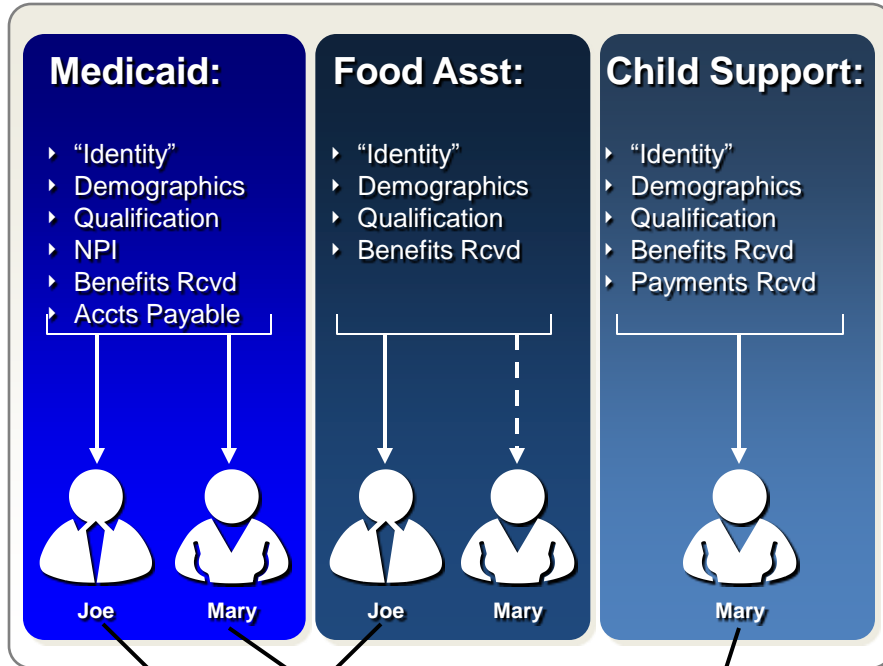 Medicaid:
“Identity”
Demographics
Qualification
NPI
Benefits Rcvd
Accts Payable
Joe
Mary
Food Asst:
“Identity”
Demographics
Qualification
Benefits Rcvd
Joe
Mary
Child Support:
“Identity”
Demographics
Qualification
Benefits Rcvd
Payments Rcvd
Mary